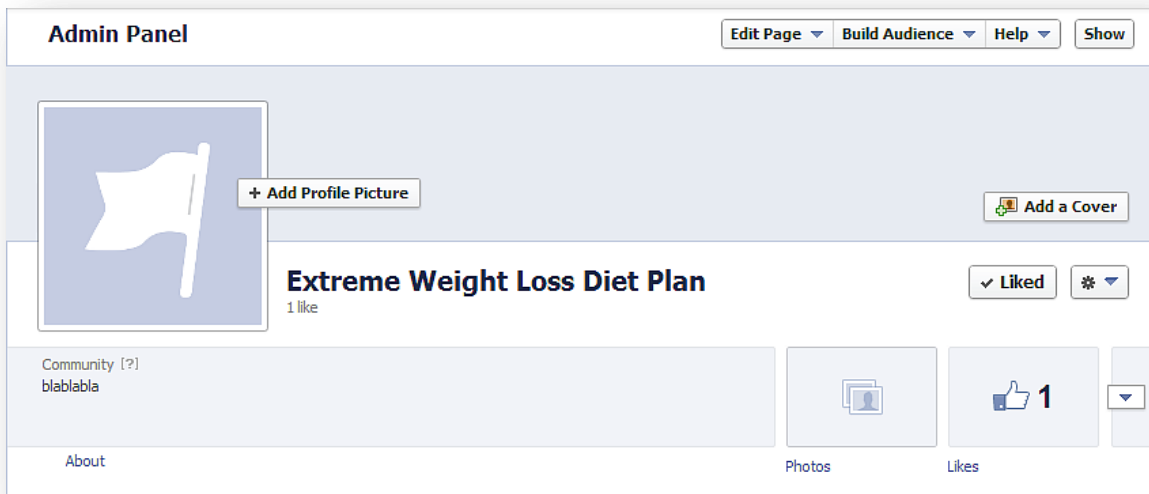 Admin Panel
Edit Page
Build Audience
Help
Show
+ Add Profile Picture
Add a Cover
Extreme Weight Loss Diet Plan
1 like
Liked
Community [?]
blablabla
1
About
Photos
Likes